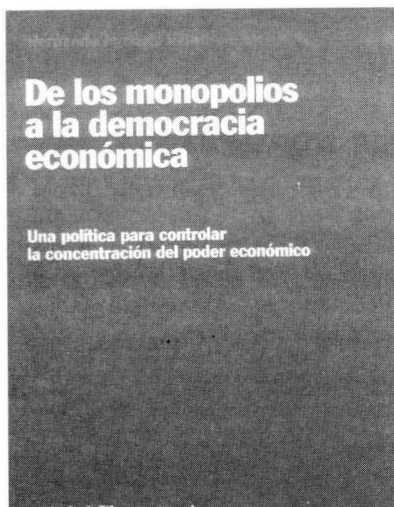 De los monopolios
a la democracia
económica
Una política para controlar
la concentración del poder económico